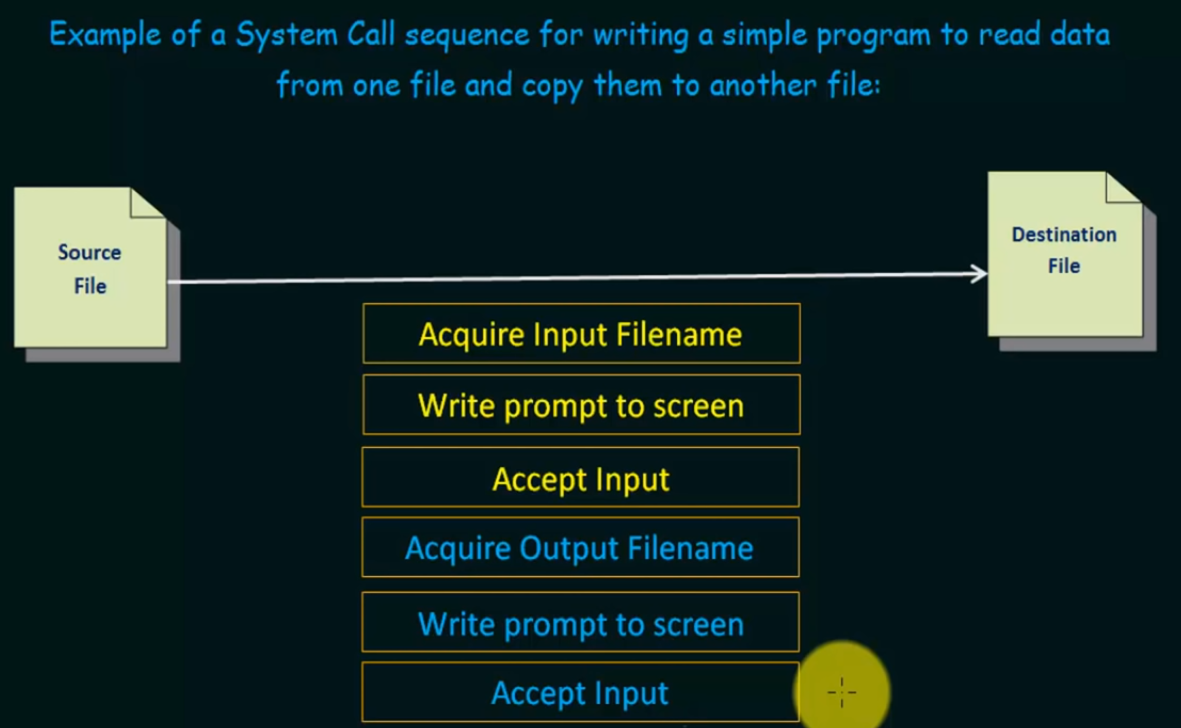 Example of a System Call sequence for writing a simple program to read data
from one file and copy them to another file:
Source
File
Destination
File
Acquire Input Filename
Write prompt to screen
Accept Input
Acquire Output Filename
Write prompt to screen
Accept Input